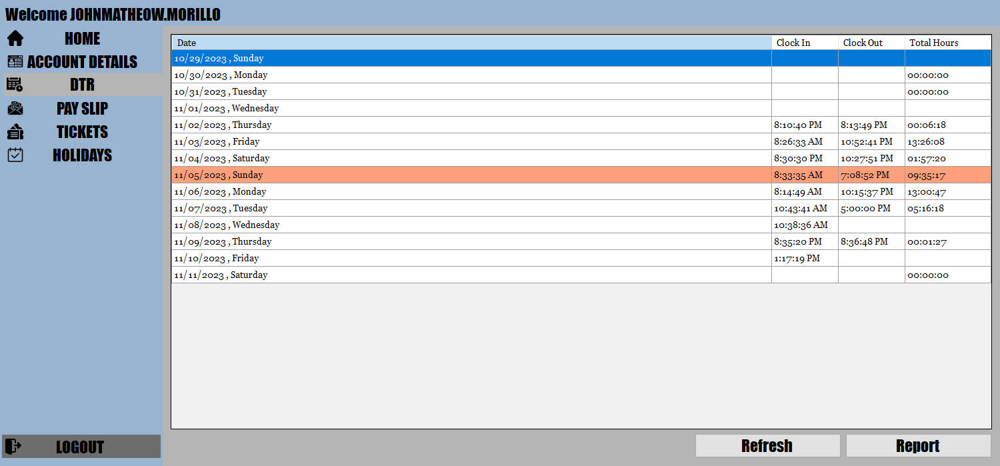 Welcome JOHNMATHEOW.MORILLO
HOME
ACCOUNT DETAILS
DTR
PAY SLIP
TICKETS
HOLIDAYS
LOGOUT
Date Clock In Clock Out Total Hours
10/29/2023 , Sunday
10/30/2023 , Monday 00:00:00
10/31/2023 , Tuesday 00:00:00
11/01/2023 , Wednesday
11/02/2023 , Thursday 8:10:40 PM 8:13:49 PM 00:06:18
11/03/2023 , Friday 8:26:33 AM 10:52:41 PM 13:26:08
11/04/2023 , Saturday 8:30:30 PM 10:27:51 PM 01:57:20
11/05/2023 , Sunday 8:33:35 AM 7:08:52 PM 09:35:17
11/06/2023 , Monday 8:14:49 AM 10:15:37 PM 13:00:47
11/07/2023 , Tuesday 10:43:41 AM 5:00:00 PM 05:16:18
11/08/2023 , Wednesday 10:38:36 AM
11/09/2023 , Thursday 8:35:20 PM 8:36:48 PM 00:01:27
11/10/2023 , Friday 1:17:19 PM
11/11/2023 , Saturday 00:00:00
Refresh Report